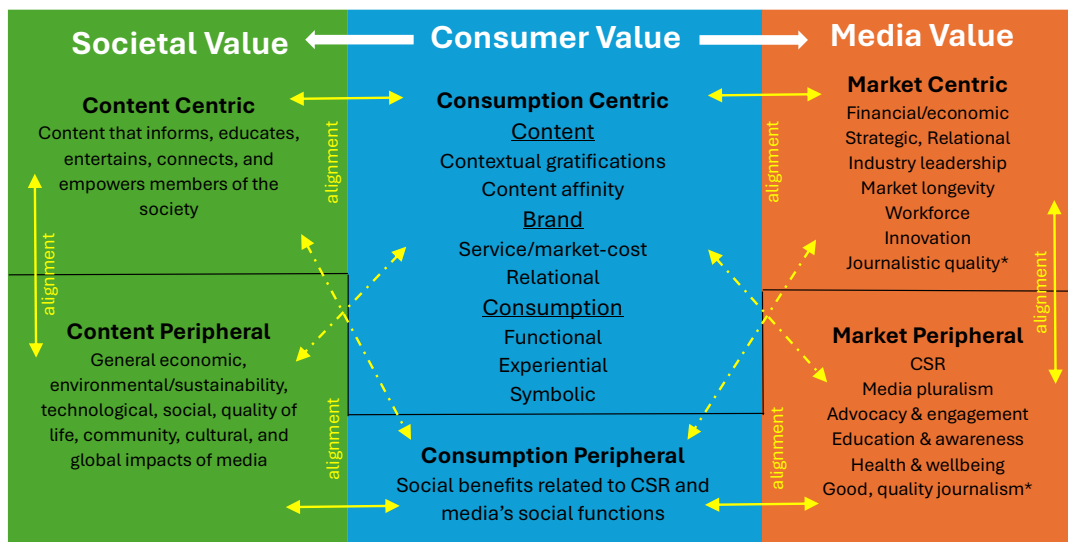 Societal Value
Consumer Value
Media Value
Content Centric
Content that informs, educates,
entertains, connects, and
empowers members of the
society
alignment
alignment
Content Peripheral
General economic,
environmental/sustainability,
technological, social, quality of
life, community, cultural, and
global impacts of media
alignment
Consumption Centric
Content
Contextual gratifications
Content affinity
Brand
Service/market-cost
Relational
Consumption
Functional
Experiential
Symbolic
Consumption Peripheral
Social benefits related to CSR and
media's social functions
alignment
Market Centric
Financial/economic
Strategic, Relational
Industry leadership
Market longevity
Workforce
Innovation
Journalistic quality*
alignment
Market Peripheral
CSR
Media pluralism
Advocacy & engagement
Education & awareness
Health & wellbeing
Good, quality journalism*
alignment